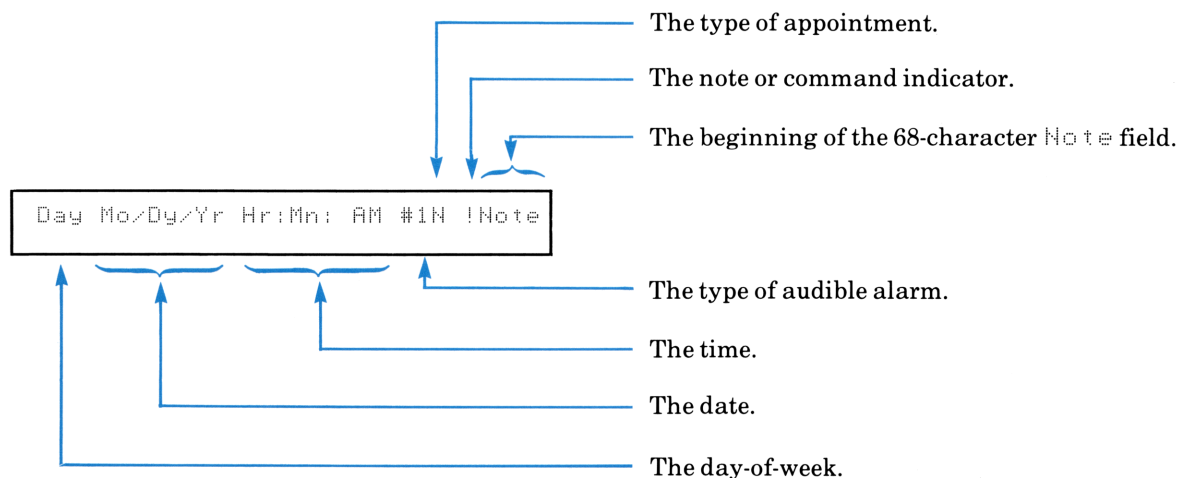 The type of appointment.
The note or command indicator.
The beginning of the 68-character Note field.
Day Mo/Dy/Yr Hr:Mn: AM #1N !Note
The type of audible alarm.
The time.
The date.
The day-of-week.